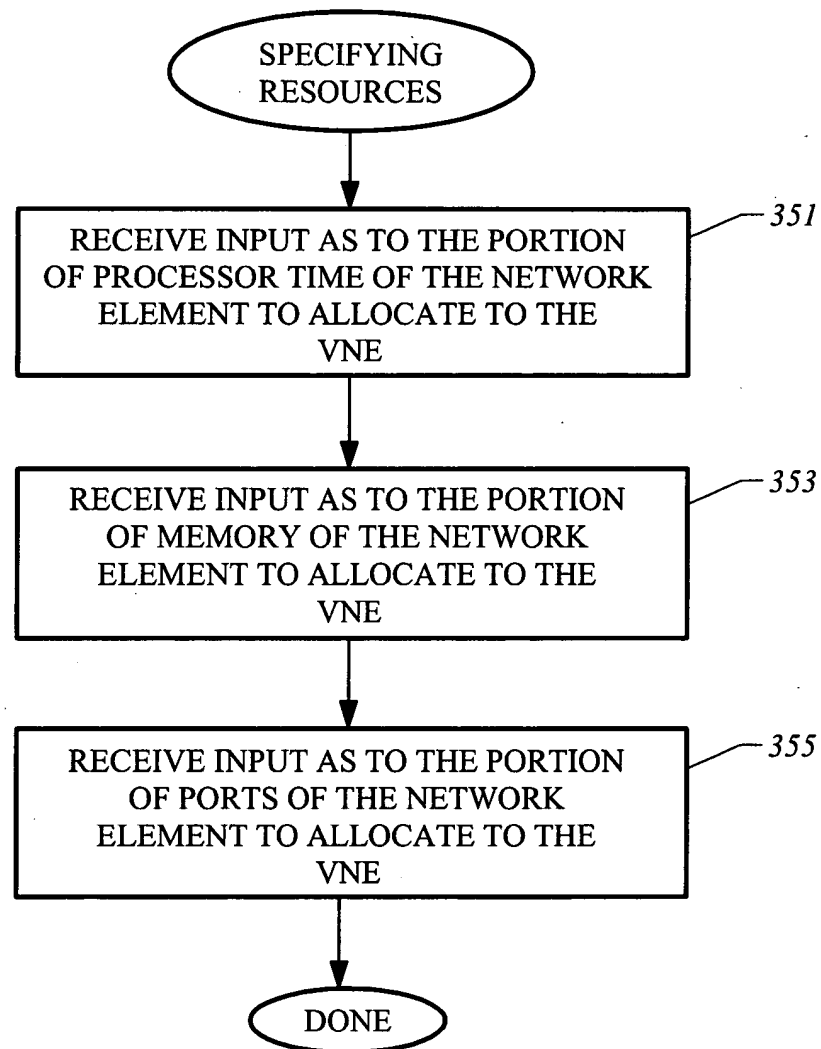 SPECIFYING
RESOURCES
351
RECEIVE INPUT AS TO THE PORTION
OF PROCESSOR TIME OF THE NETWORK
ELEMENT TO ALLOCATE TO THE
VNE
353
RECEIVE INPUT AS TO THE PORTION
OF MEMORY OF THE NETWORK
ELEMENT TO ALLOCATE TO THE
VNE
355
RECEIVE INPUT AS TO THE PORTION
OF PORTS OF THE NETWORK
ELEMENT TO ALLOCATE TO THE
VNE
DONE